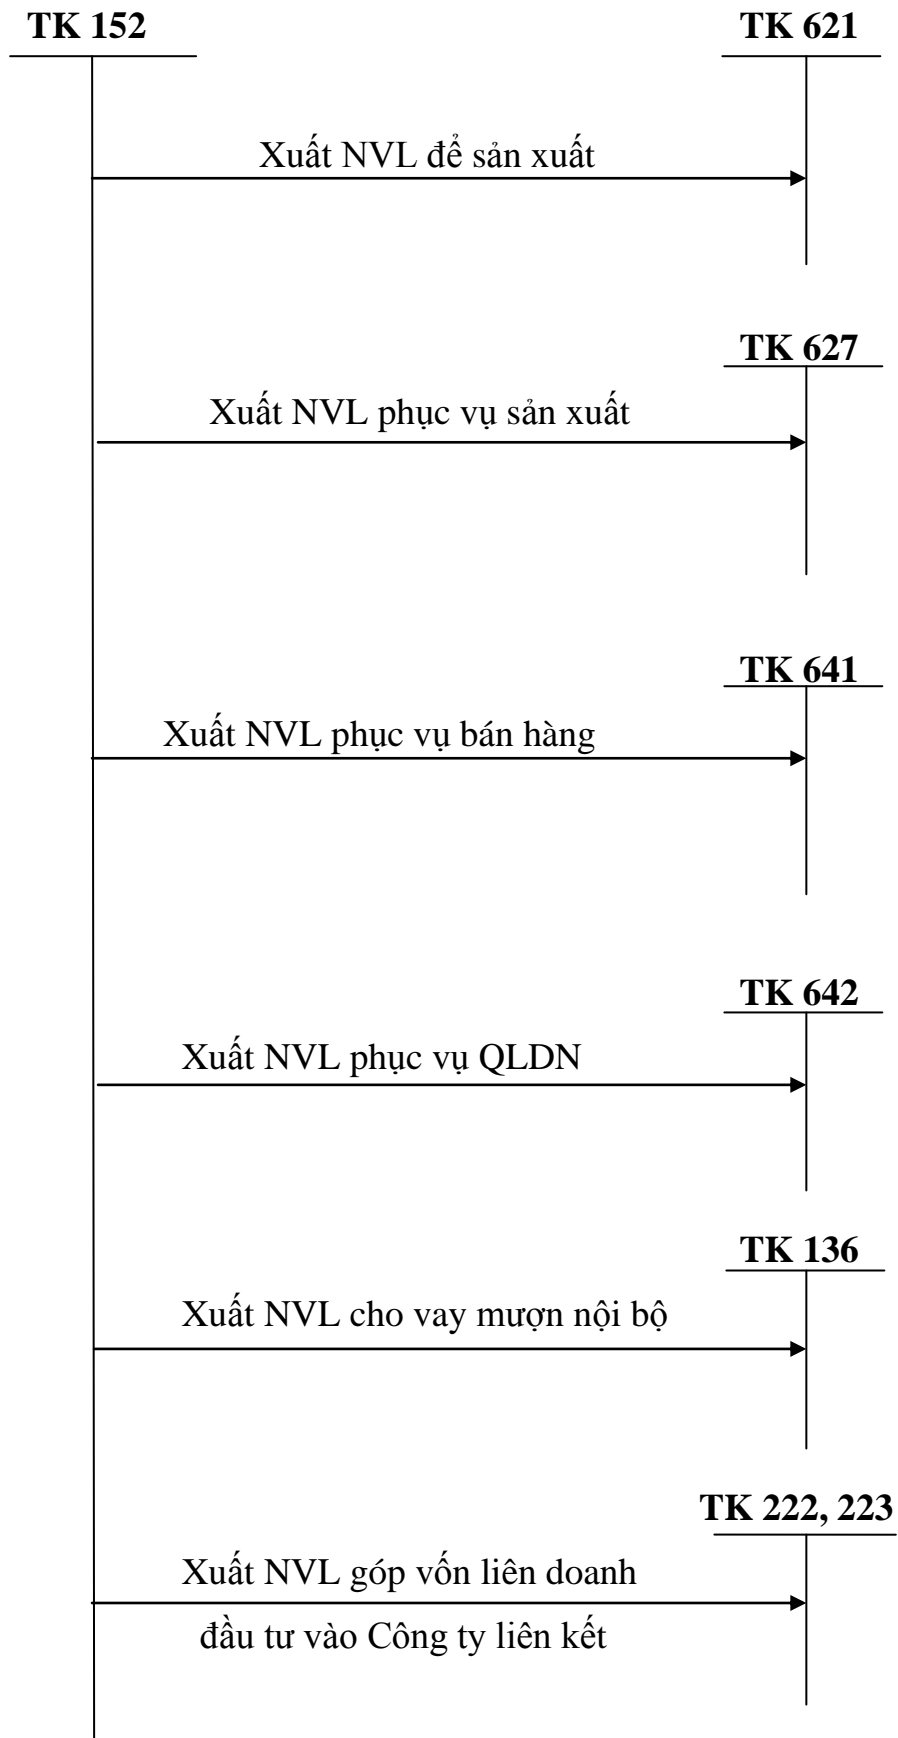 TK 152
TK 621
Xuất NVL để sản xuất
TK 627
Xuất NVL phục vụ sản xuất
TK 641
Xuất NVL phục vụ bán hàng
TK 642
Xuất NVL phục vụ QLDN
TK 136
Xuất NVL cho vay mượn nội bộ
TK 222, 223
Xuất NVL góp vốn liên doanh
đầu tư vào Công ty liên kết